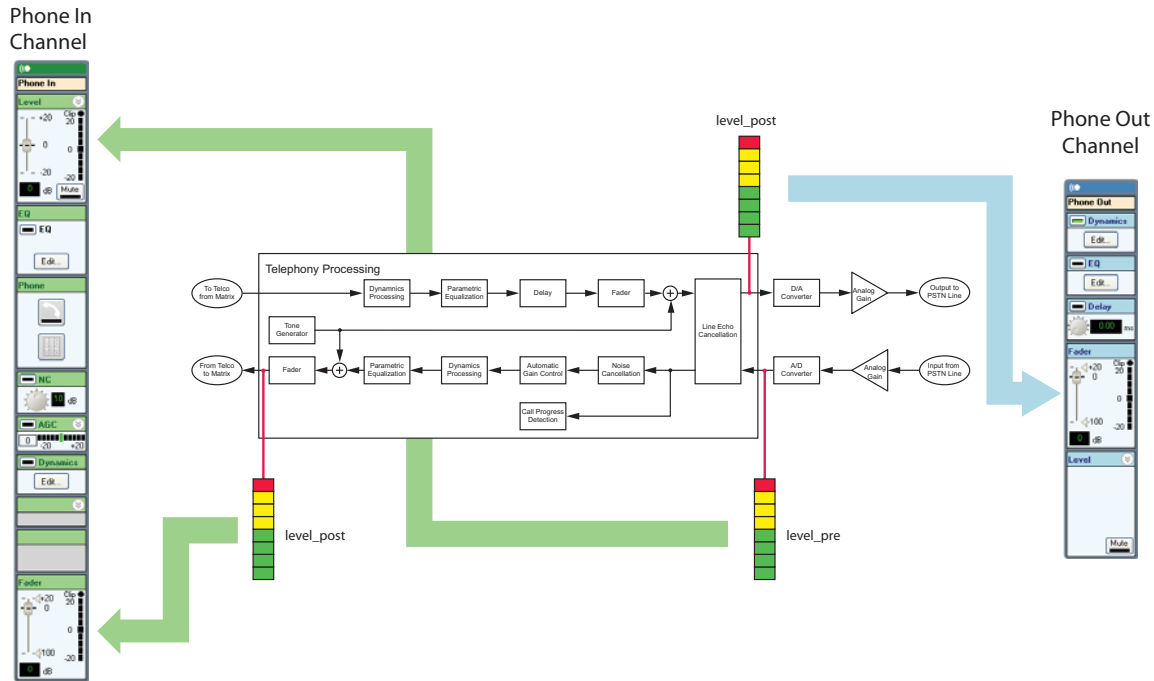 Phone In
Channel
Phone In
Level
+20
0
-20
Clip
20
0
-20
0 dB Mute
EQ
EQ
Edit...
Phone
NC
10 dB
AGC
0 -20 +20
Dynamics
Edit...
Fader
+20
0
-100
Clip
20
0
-20
0 dB
level_post
Telephony Processing
To Telco
from Matrix
Dynamnics
Processing
Parametric
Equalization
Delay
Fader
+
Line Echo
Cancellation
D/A
Converter
Analog
Gain
Output to
PSTN Line
Tone
Generator
From Telco
to Matrix
Fader
+
Parametric
Equalization
Dynamics
Processing
Automatic
Gain Control
Noise
Cancellation
A/D
Converter
Analog
Gain
Input from
PSTN Line
Call Progress
Detection
level_post
level_pre
Phone Out
Channel
Phone Out
Dynamics
Edit...
EQ
Edit...
Delay
0.00 ms
Fader
+20
0
-100
Clip
20
0
-20
0 dB
Level
Mute